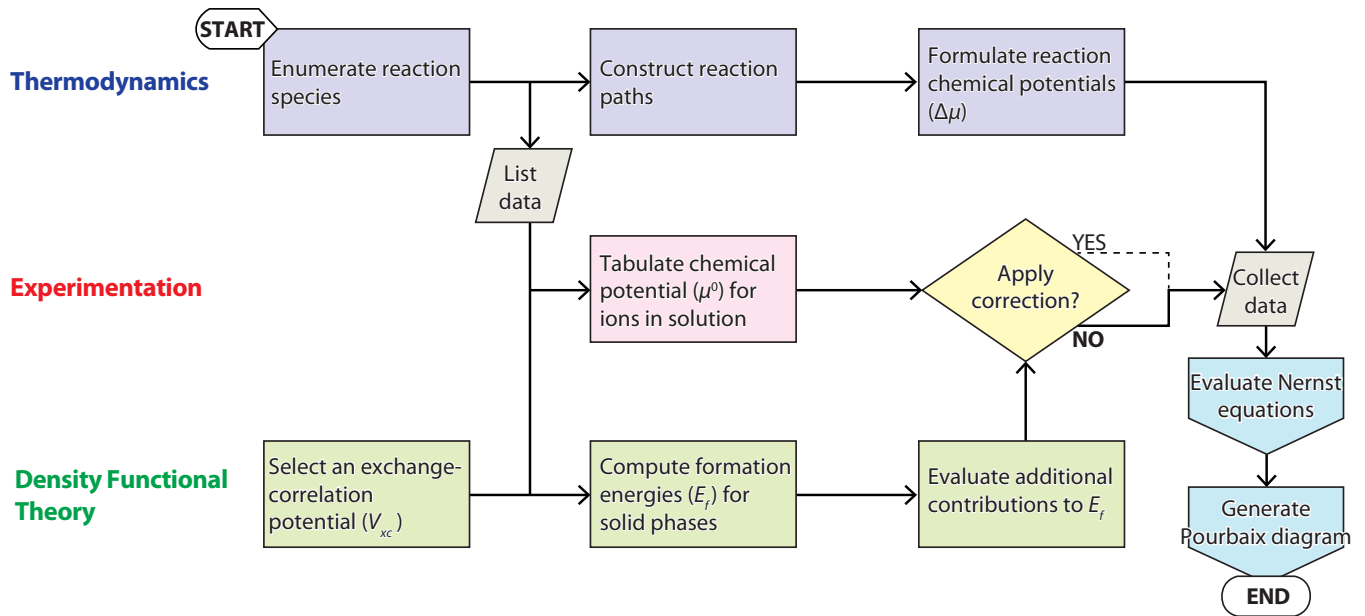 START
Thermodynamics
Enumerate reaction
species
Construct reaction
paths
Formulate reaction
chemical potentials
(Δμ)
List
data
Experimentation
Tabulate chemical
potential (μ⁰) for
ions in solution
Apply
correction?
YES
NO
Collect
data
Evaluate Nernst
equations
Density Functional
Theory
Select an exchange-
correlation
potential (Vxc)
Compute formation
energies (Ef) for
solid phases
Evaluate additional
contributions to Ef
Generate
Pourbaix diagram
END